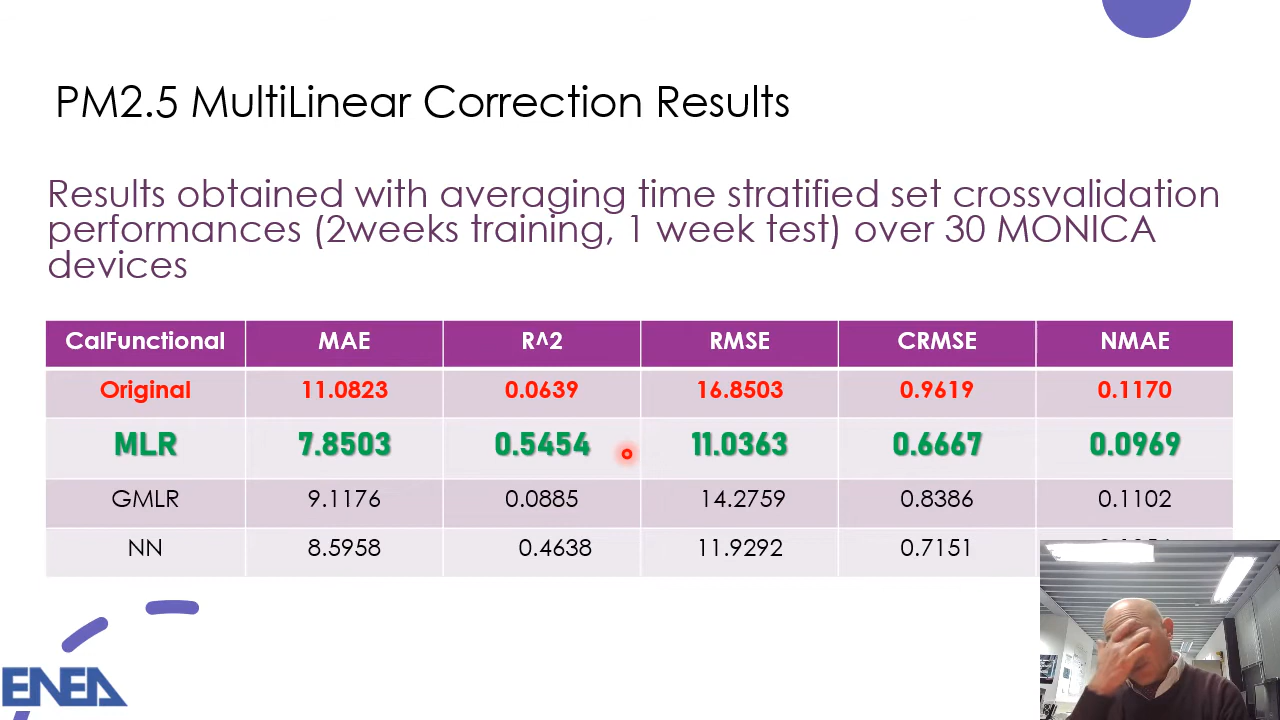 PM2.5 MultiLinear Correction Results
Results obtained with averaging time stratified set crossvalidation
performances (2weeks training, 1 week test) over 30 MONICA
devices
CalFunctional MAE R^2 RMSE CRMSE NMAE
Original 11.0823 0.0639 16.8503 0.9619 0.1170
MLR 7.8503 0.5454 11.0363 0.6667 0.0969
GMLR 9.1176 0.0885 14.2759 0.8386 0.1102
NN 8.5958 0.4638 11.9292 0.7151
ENEA